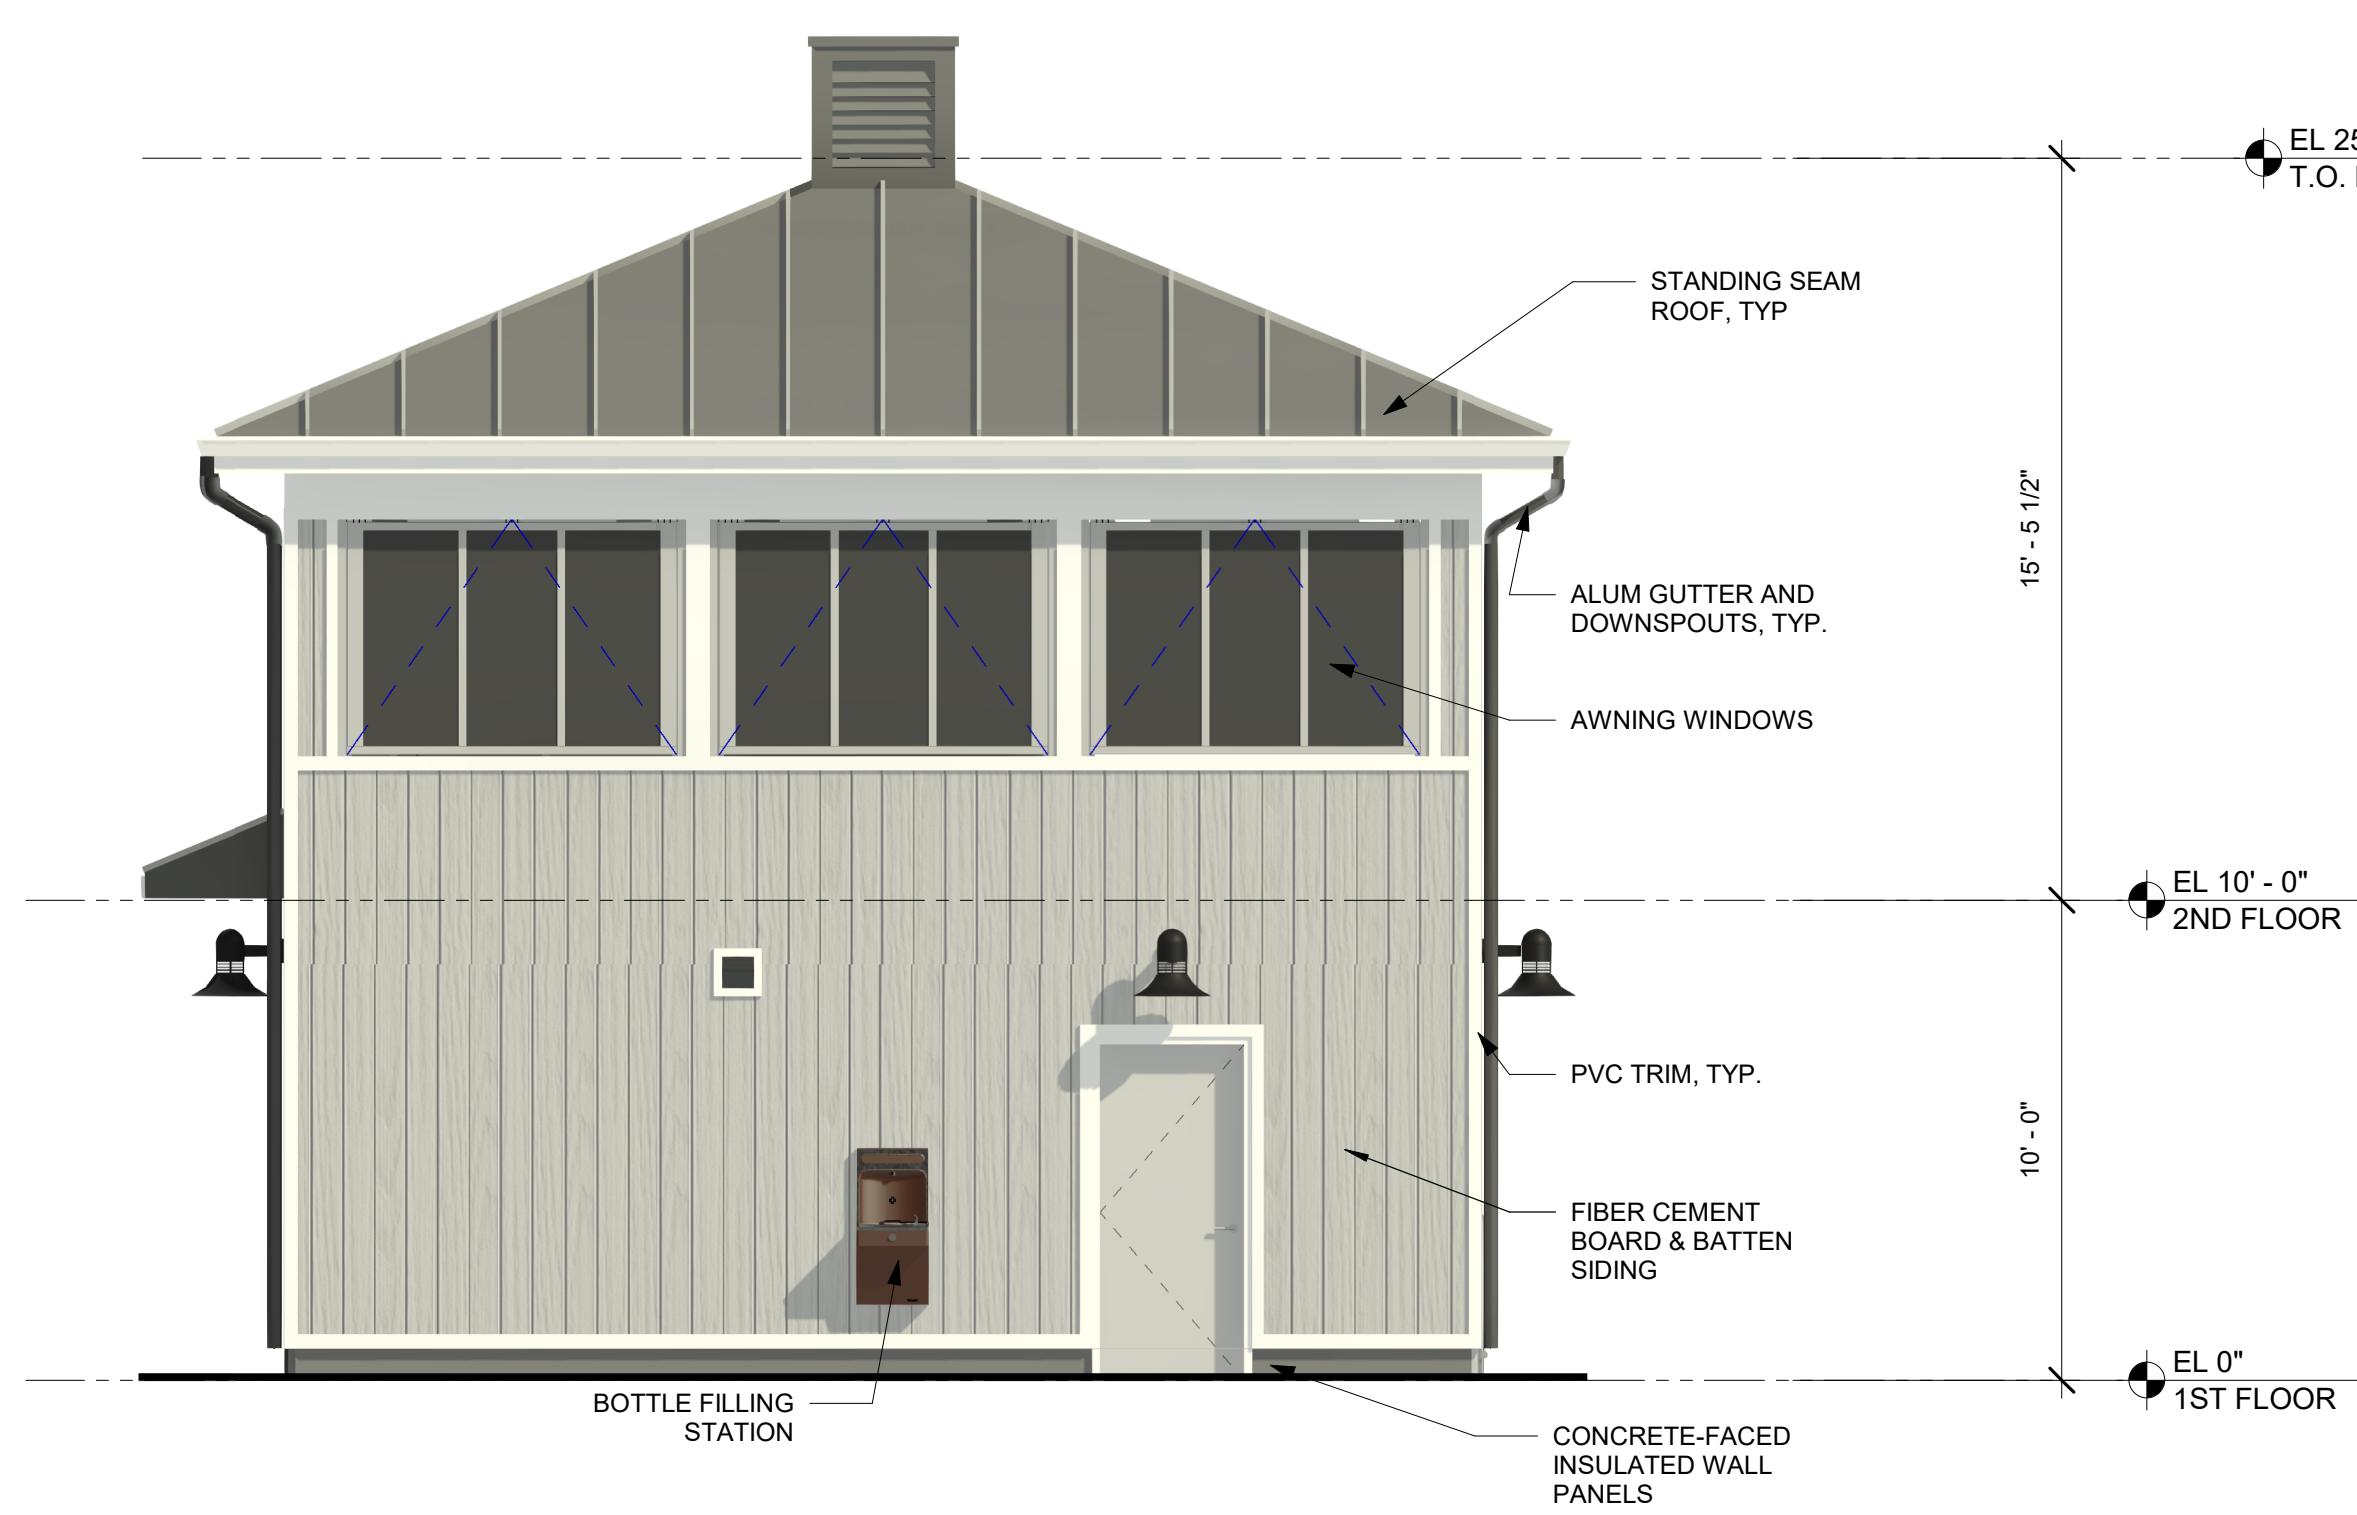 EL 25
T.O.
STANDING SEAM
ROOF, TYP
15' - 5 1/2"
ALUM GUTTER AND
DOWNSPOUTS, TYP.
AWNING WINDOWS
EL 10' - 0"
2ND FLOOR
PVC TRIM, TYP.
10' - 0"
FIBER CEMENT
BOARD & BATTEN
SIDING
EL 0"
1ST FLOOR
BOTTLE FILLING
STATION
CONCRETE-FACED
INSULATED WALL
PANELS